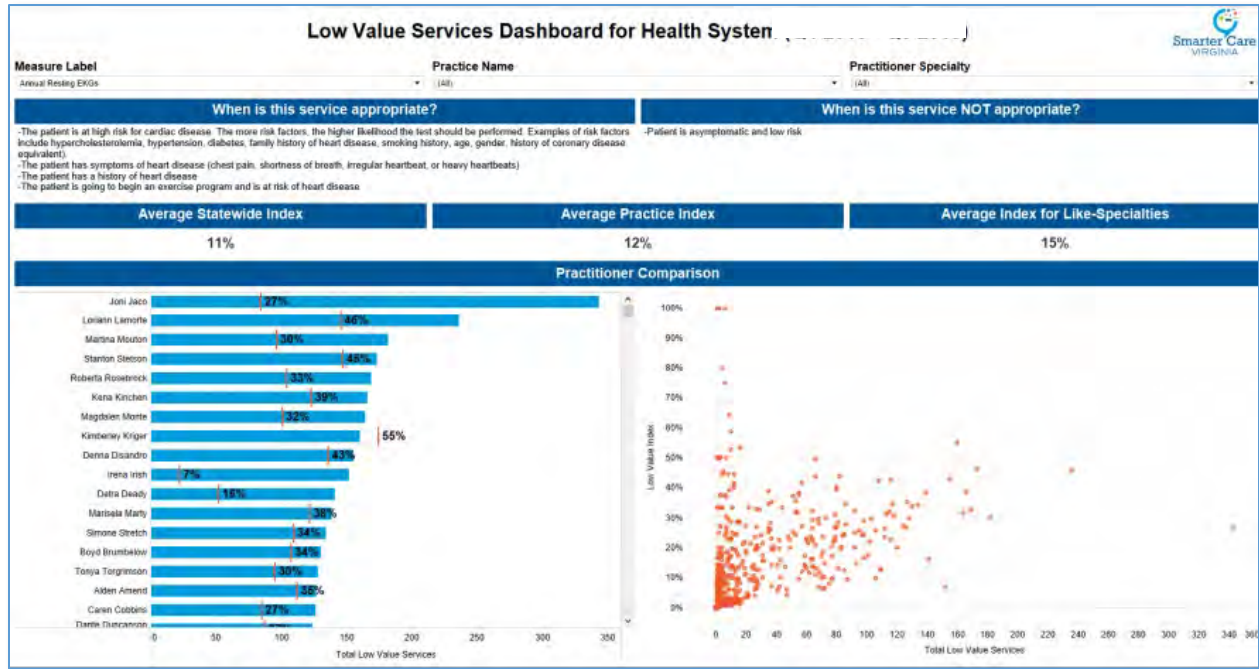 Low Value Services Dashboard for Health System
Smarter Care
VIRGINIA
Measure Label
Practice Name
Practitioner Specialty
Annual Resting EKGs
(All)
(All)
When is this service appropriate?
When is this service NOT appropriate?
-The patient is at high risk for cardiac disease. The more risk factors, the higher likelihood the test should be performed. Examples of risk factors
include hypercholesterolemia, hypertension, diabetes, family history of heart disease, smoking history, age, gender, history of coronary disease
equivalent).
-The patient has symptoms of heart disease (chest pain, shortness of breath, irregular heartbeat, or heavy heartbeats)
-The patient has a history of heart disease
-The patient is going to begin an exercise program and is at risk of heart disease
-Patient is asymptomatic and low risk
Average Statewide Index
Average Practice Index
Average Index for Like-Specialties
11%
12%
15%
Practitioner Comparison
Joni Jaco 27%
Loriann Lamorte 46%
Martina Mouton 30%
Stanton Stetson 46%
Roberta Rosebrock 33%
Kena Kinchen 39%
Magdalen Monte 32%
Kimberley Kriger 55%
Denna Disandro 43%
Irena Irish 7%
Detra Deady 16%
Marisela Marty 38%
Simone Stretch 34%
Boyd Brumbelow 34%
Tonya Torgrimson 30%
Alden Amend 35%
Caren Cobbins 27%
Dante Duncanson
0 50 100 150 200 250 300 350
Total Low Value Services
100%
90%
80%
70%
60%
50%
40%
30%
20%
10%
0%
Low Value Index
0 20 40 60 80 100 120 140 160 180 200 220 240 260 280 300 320 340 360
Total Low Value Services